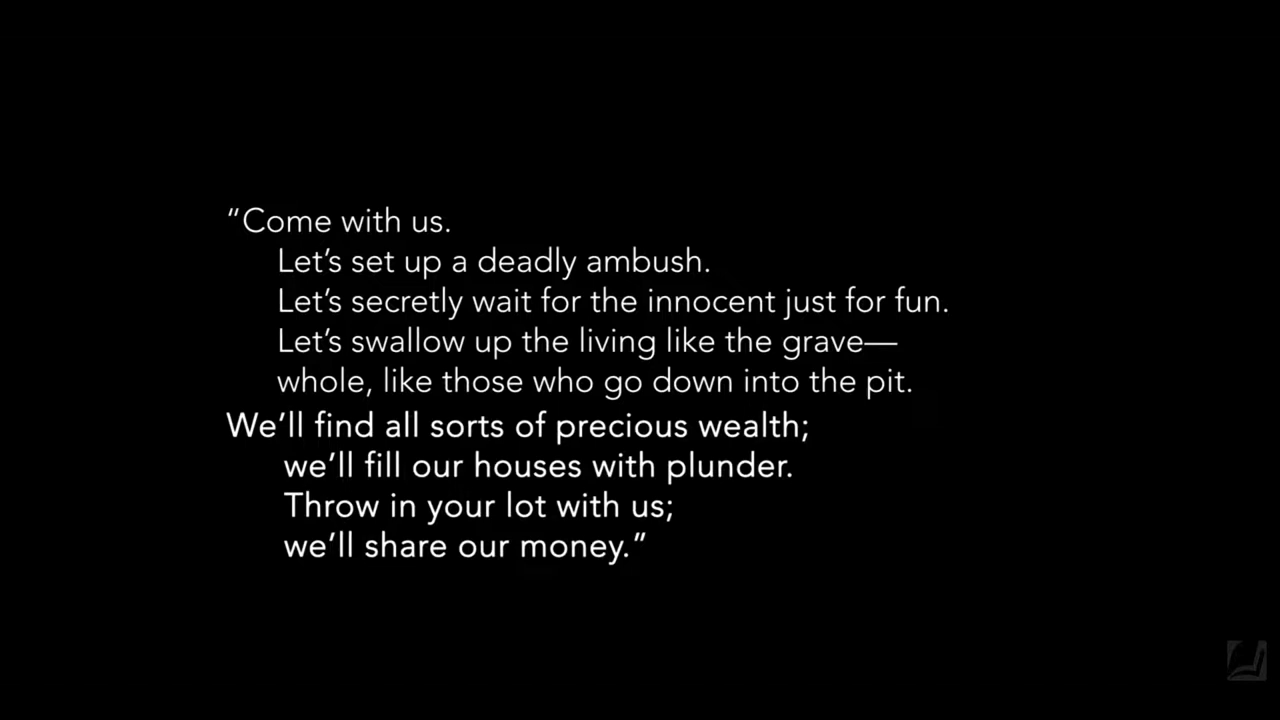 “Come with us.
Let’s set up a deadly ambush.
Let’s secretly wait for the innocent just for fun.
Let’s swallow up the living like the grave—
whole, like those who go down into the pit.
We’ll find all sorts of precious wealth;
we’ll fill our houses with plunder.
Throw in your lot with us;
we’ll share our money.”